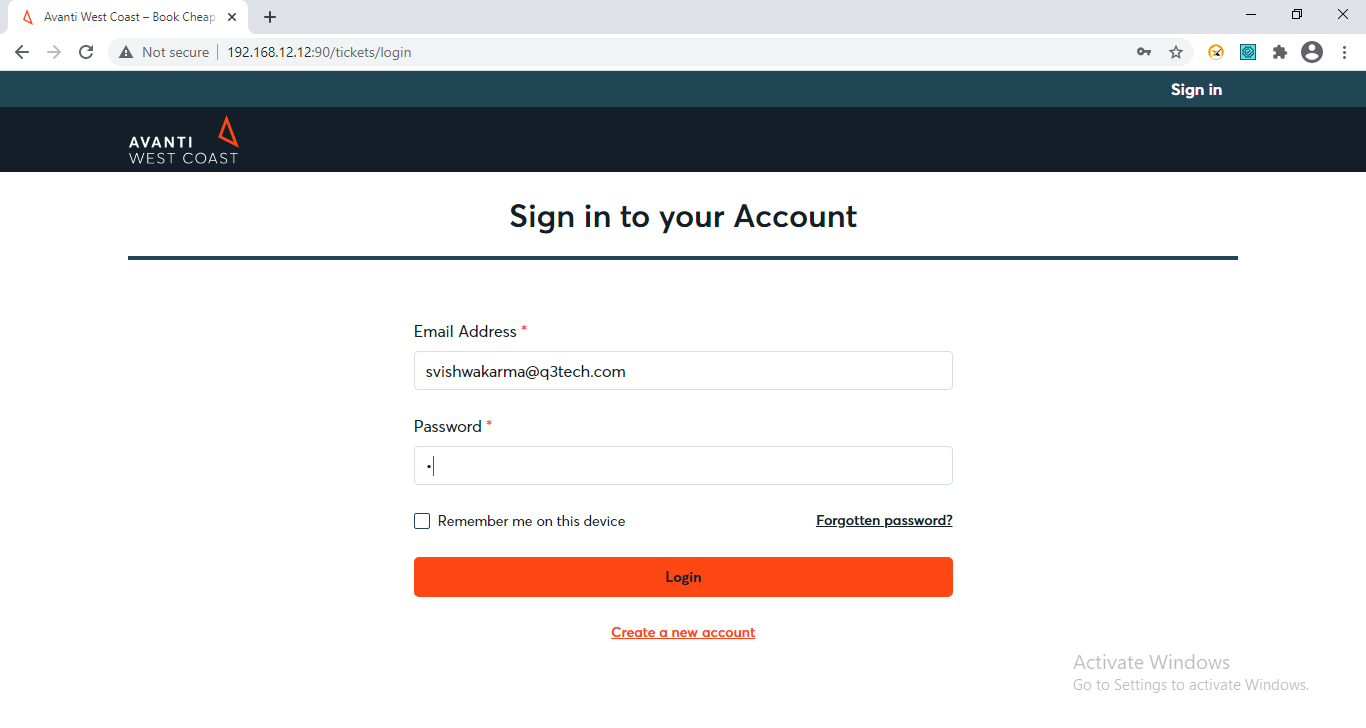 Avanti West Coast – Book Cheap
Not secure
192.168.12.12:90/tickets/login
Sign in
AVANTI
WEST COAST
Sign in to your Account
Email Address *
svishwakarma@q3tech.com
Password *
•
Remember me on this device
Forgotten password?
Login
Create a new account
Activate Windows
Go to Settings to activate Windows.